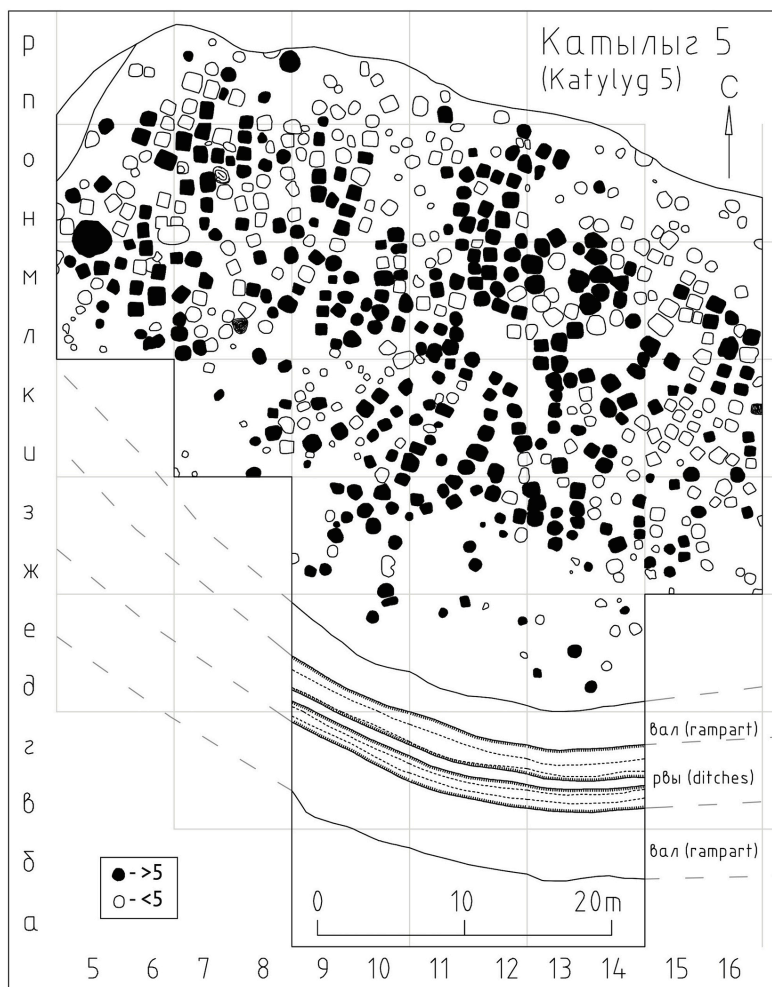 Катылыг 5
(Katylyg 5)
С
р
п
о
н
м
л
к
и
з
ж
е
д
г
в
б
а
вал (rampart)
рвы (ditches)
вал (rampart)
- >5
- <5
0 10 20m
5 6 7 8 9 10 11 12 13 14 15 16